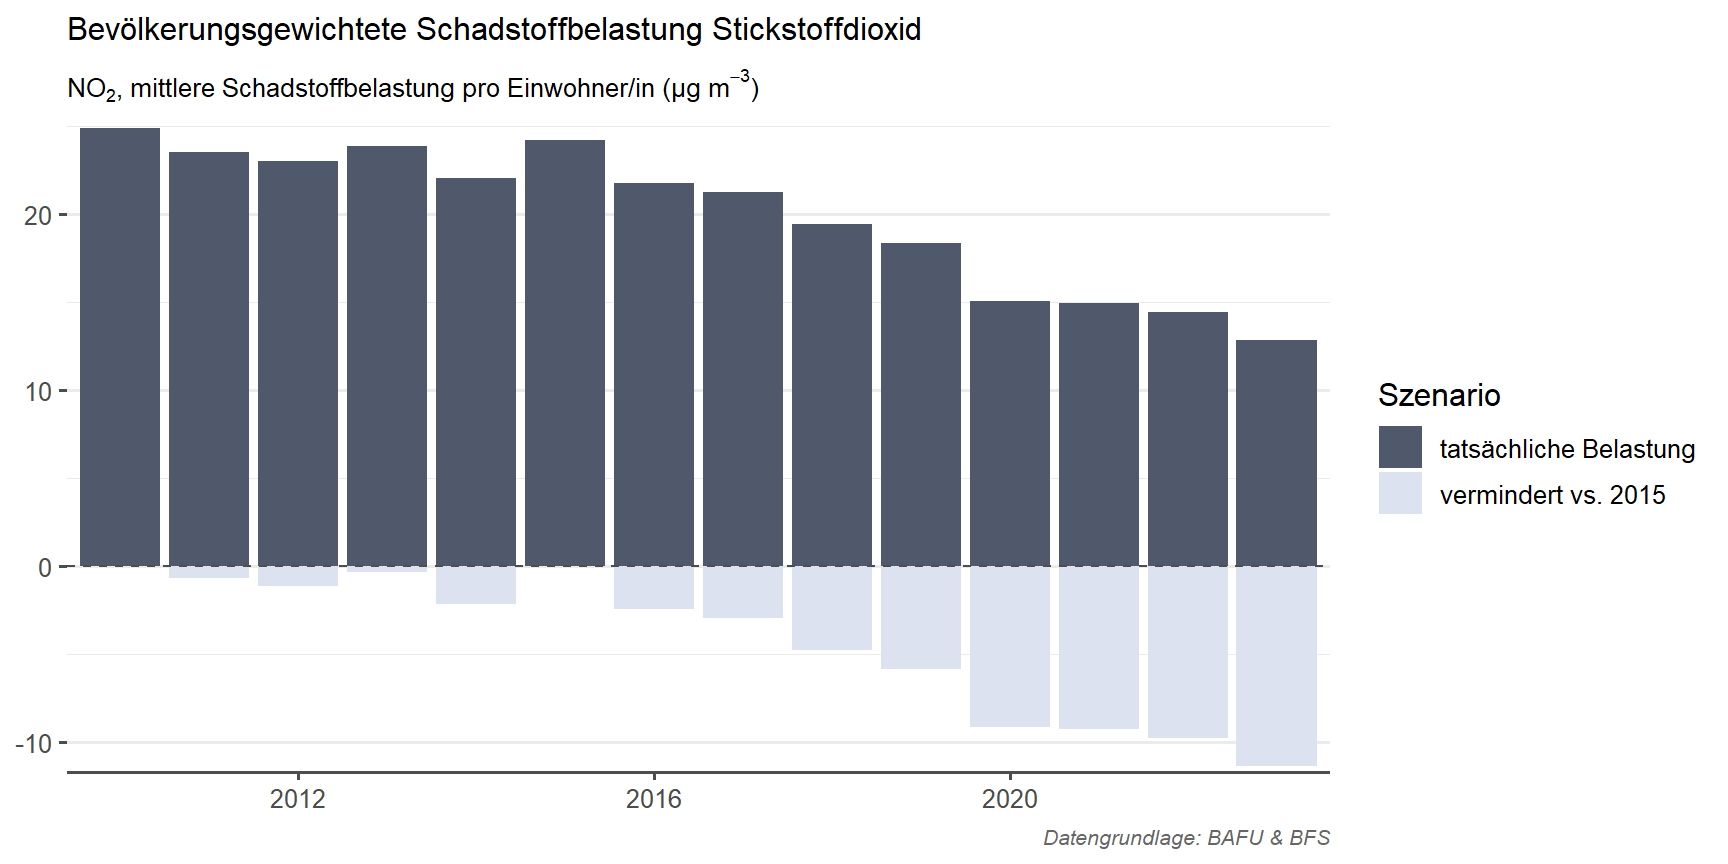 Bevölkerungsgewichtete Schadstoffbelastung Stickstoffdioxid
NO₂, mittlere Schadstoffbelastung pro Einwohner/in (µg m⁻³)
20
10
0
-10
2012
2016
2020
Szenario
tatsächliche Belastung
vermindert vs. 2015
Datengrundlage: BAFU & BFS